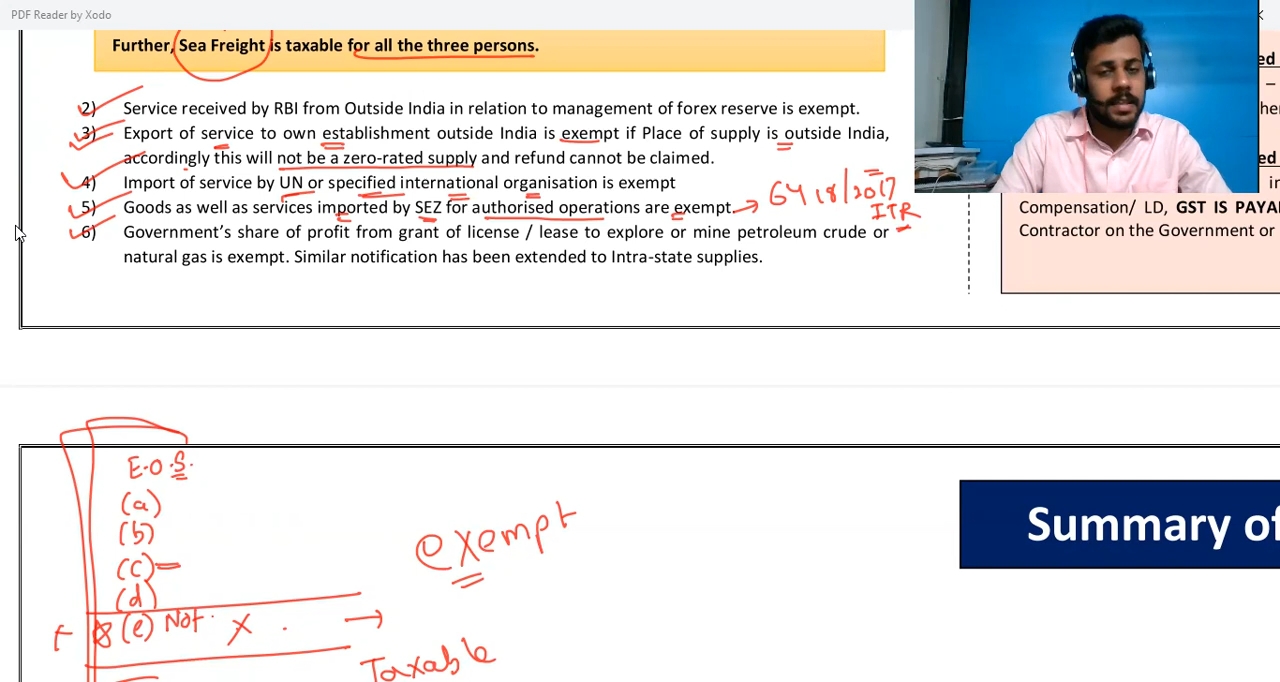 PDF Reader by Xodo
Further, Sea Freight is taxable for all the three persons.
2) Service received by RBI from Outside India in relation to management of forex reserve is exempt.
3) Export of service to own establishment outside India is exempt if Place of supply is outside India,
accordingly this will not be a zero-rated supply and refund cannot be claimed.
4) Import of service by UN or specified international organisation is exempt
5) Goods as well as services imported by SEZ for authorised operations are exempt.
64/18/2017
ITR
6) Government's share of profit from grant of license / lease to explore or mine petroleum crude or
natural gas is exempt. Similar notification has been extended to Intra-state supplies.
ed
ed
in
Compensation/ LD, GST IS PAYA
Contractor on the Government or
E.O.S.
(a)
(b)
(c)
(d)
(e) Not. X
exempt
Taxable
Summary of